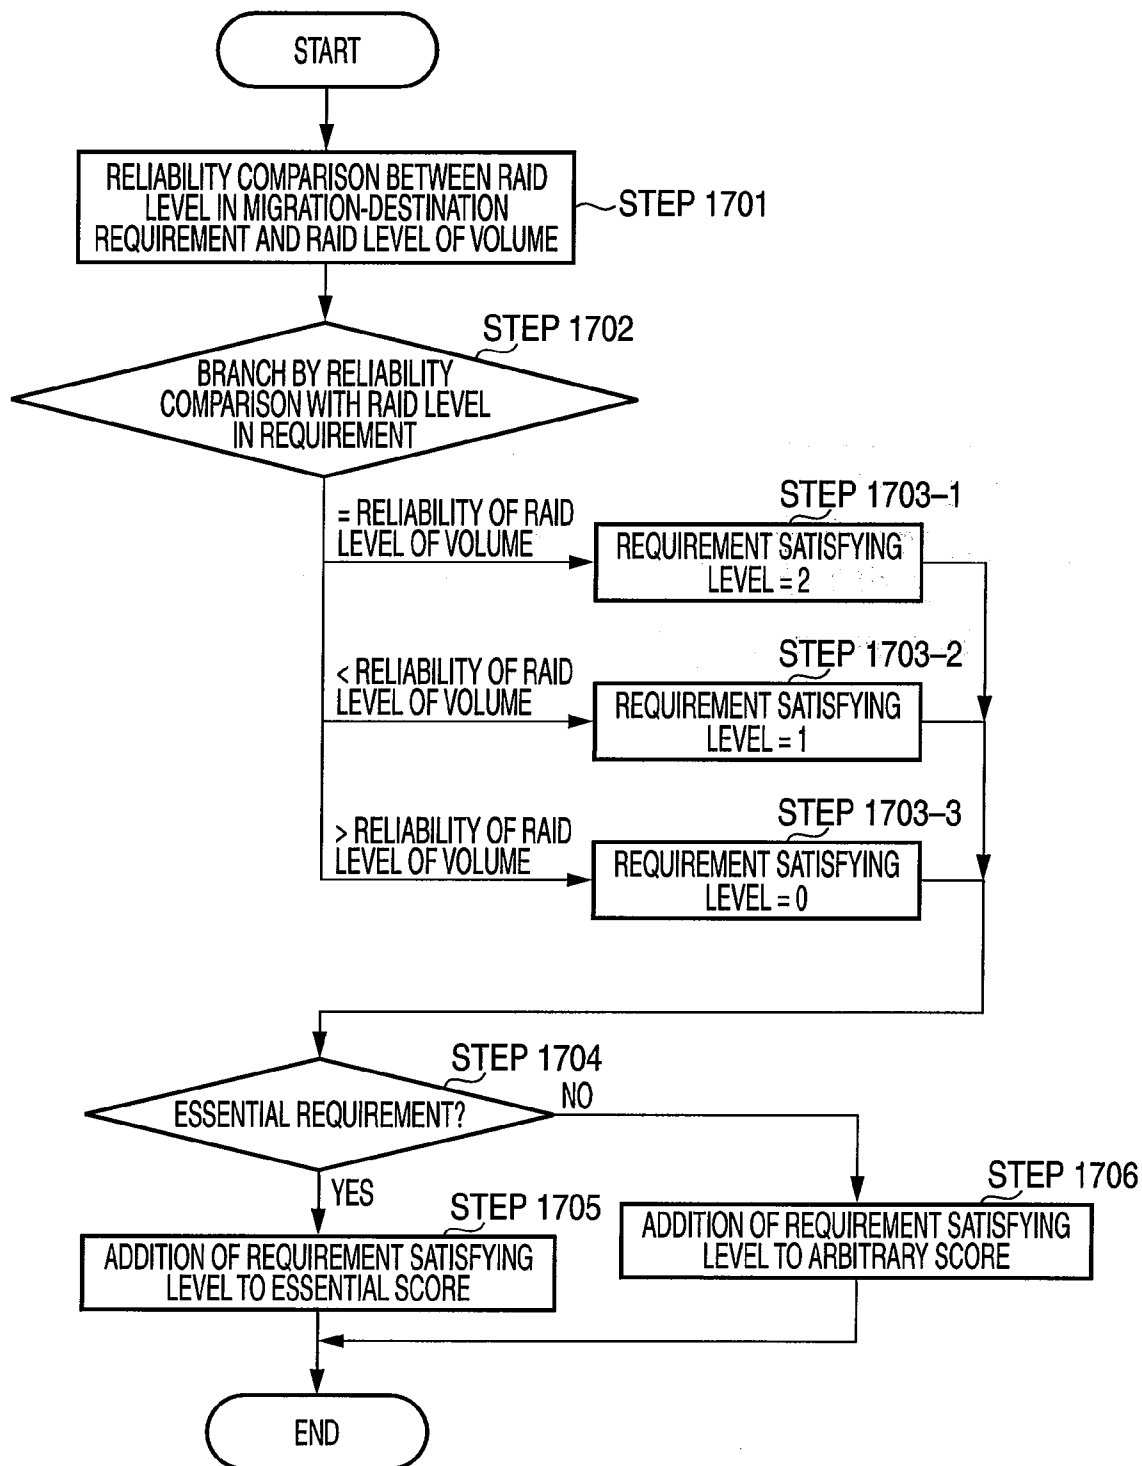 START
RELIABILITY COMPARISON BETWEEN RAID
LEVEL IN MIGRATION-DESTINATION
REQUIREMENT AND RAID LEVEL OF VOLUME
STEP 1701
STEP 1702
BRANCH BY RELIABILITY
COMPARISON WITH RAID LEVEL
IN REQUIREMENT
= RELIABILITY OF RAID
LEVEL OF VOLUME
STEP 1703-1
REQUIREMENT SATISFYING
LEVEL = 2
< RELIABILITY OF RAID
LEVEL OF VOLUME
STEP 1703-2
REQUIREMENT SATISFYING
LEVEL = 1
> RELIABILITY OF RAID
LEVEL OF VOLUME
STEP 1703-3
REQUIREMENT SATISFYING
LEVEL = 0
STEP 1704
ESSENTIAL REQUIREMENT?
NO
YES
STEP 1705
ADDITION OF REQUIREMENT SATISFYING
LEVEL TO ESSENTIAL SCORE
STEP 1706
ADDITION OF REQUIREMENT SATISFYING
LEVEL TO ARBITRARY SCORE
END